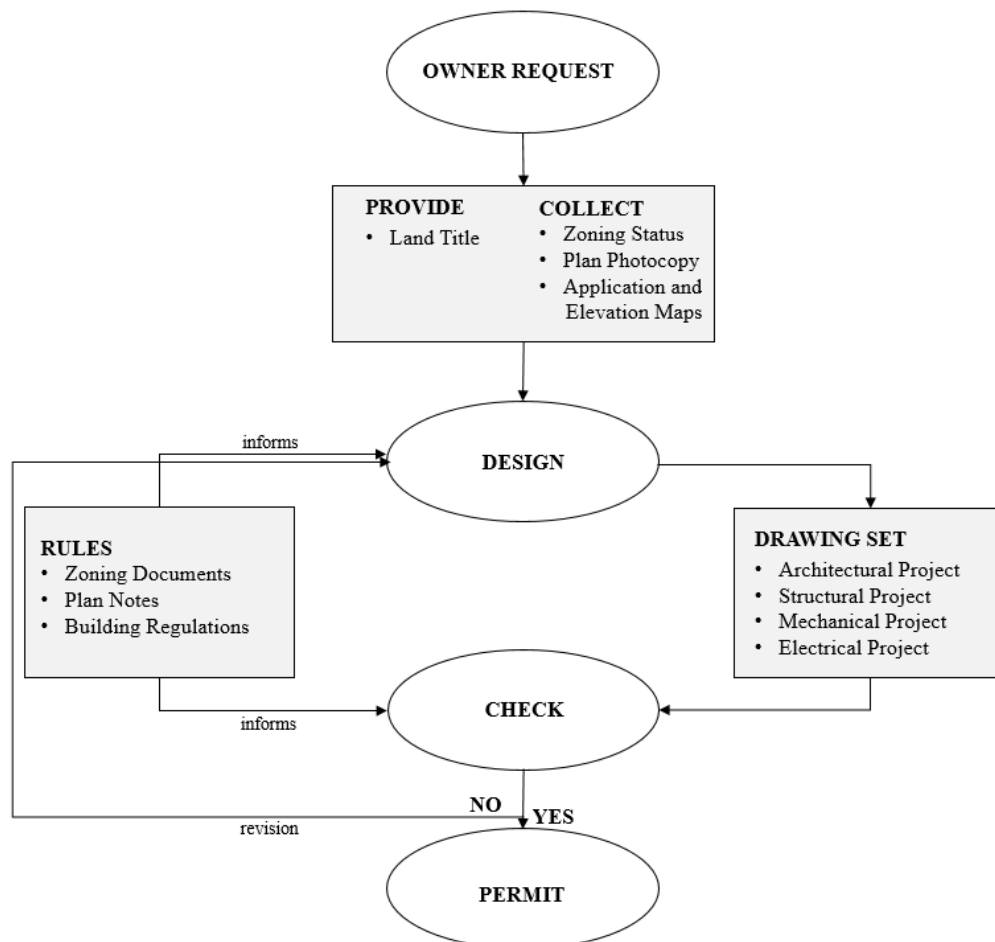 OWNER REQUEST
PROVIDE
• Land Title
COLLECT
• Zoning Status
• Plan Photocopy
• Application and
Elevation Maps
informs
DESIGN
RULES
• Zoning Documents
• Plan Notes
• Building Regulations
DRAWING SET
• Architectural Project
• Structural Project
• Mechanical Project
• Electrical Project
informs
CHECK
NO
YES
revision
PERMIT